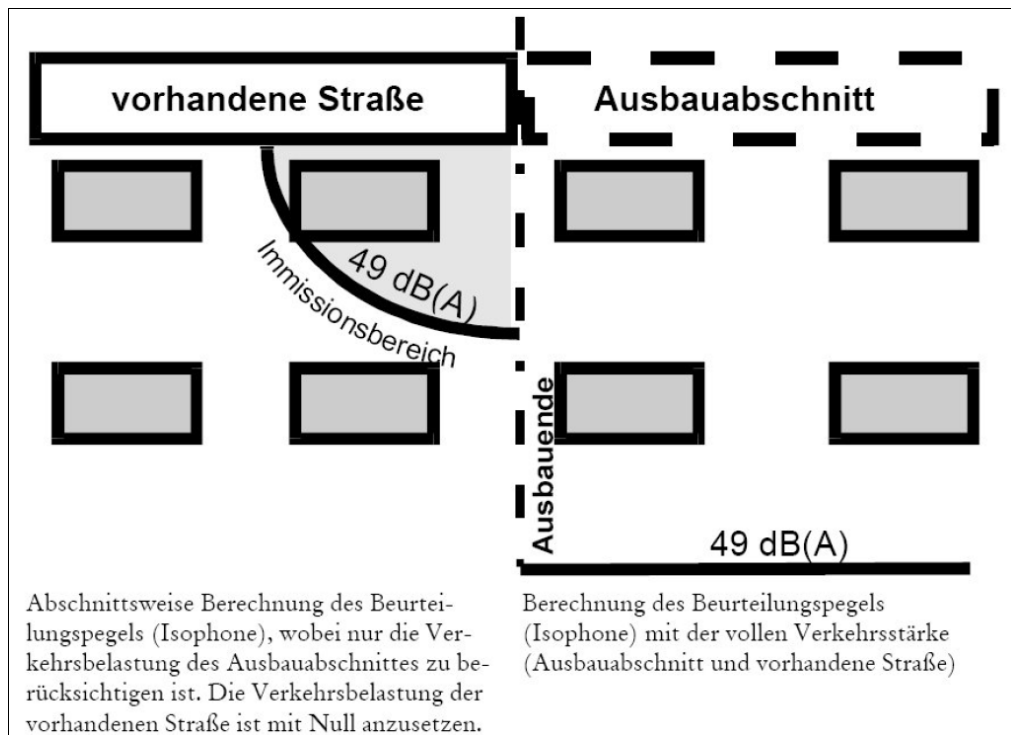 vorhandene Straße
Ausbauabschnitt
49 dB(A)
Immissionsbereich
Ausbauende
49 dB(A)
Abschnittsweise Berechnung des Beurtei-
lungspegels (Isophone), wobei nur die Ver-
kehrsbelastung des Ausbauabschnittes zu be-
rücksichtigen ist. Die Verkehrsbelastung der
vorhandenen Straße ist mit Null anzusetzen.
Berechnung des Beurteilungspegels
(Isophone) mit der vollen Verkehrsstärke
(Ausbauabschnitt und vorhandene Straße)